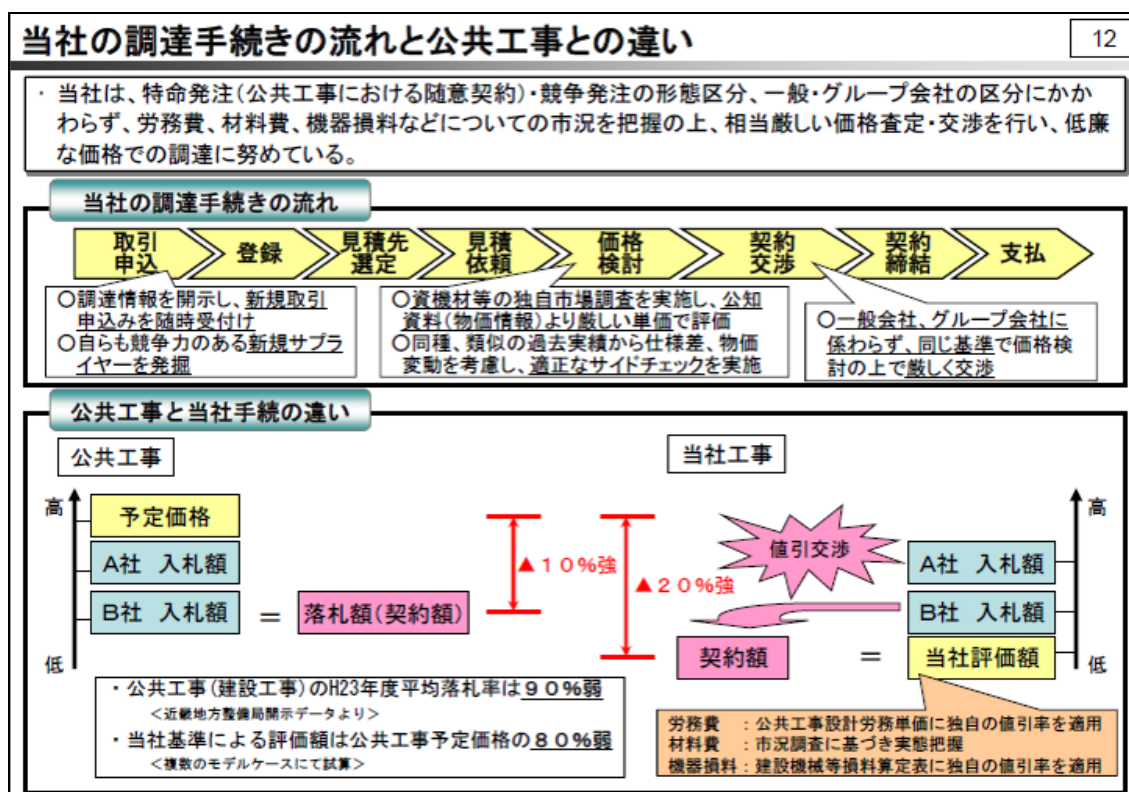 当社の調達手続きの流れと公共工事との違い
12
・ 当社は、特命発注(公共工事における随意契約)・競争発注の形態区分、一般・グループ会社の区分にかか
わらず、労務費、材料費、機器損料などについての市況を把握の上、相当厳しい価格査定・交渉を行い、低廉
な価格での調達に努めている。
当社の調達手続きの流れ
取引
申込
登録
見積先
選定
見積
依頼
価格
検討
契約
交渉
契約
締結
支払
○調達情報を開示し、新規取引
申込みを随時受付け
○自らも競争力のある新規サプラ
イヤーを発掘
○資機材等の独自市場調査を実施し、公知
資料(物価情報)より厳しい単価で評価
○同種、類似の過去実績から仕様差、物価
変動を考慮し、適正なサイドチェックを実施
○一般会社、グループ会社に
係わらず、同じ基準で価格検
討の上で厳しく交渉
公共工事と当社手続の違い
公共工事
高
予定価格
A社 入札額
B社 入札額
=
落札額(契約額)
低
▲10%強
▲20%強
当社工事
値引交渉
高
A社 入札額
B社 入札額
契約額
=
当社評価額
低
・公共工事(建設工事)のH23年度平均落札率は90%弱
<近畿地方整備局開示データより>
・当社基準による評価額は公共工事予定価格の80%弱
<複数のモデルケースにて試算>
労務費 :公共工事設計労務単価に独自の値引率を適用
材料費 :市況調査に基づき実態把握
機器損料:建設機械等損料算定表に独自の値引率を適用